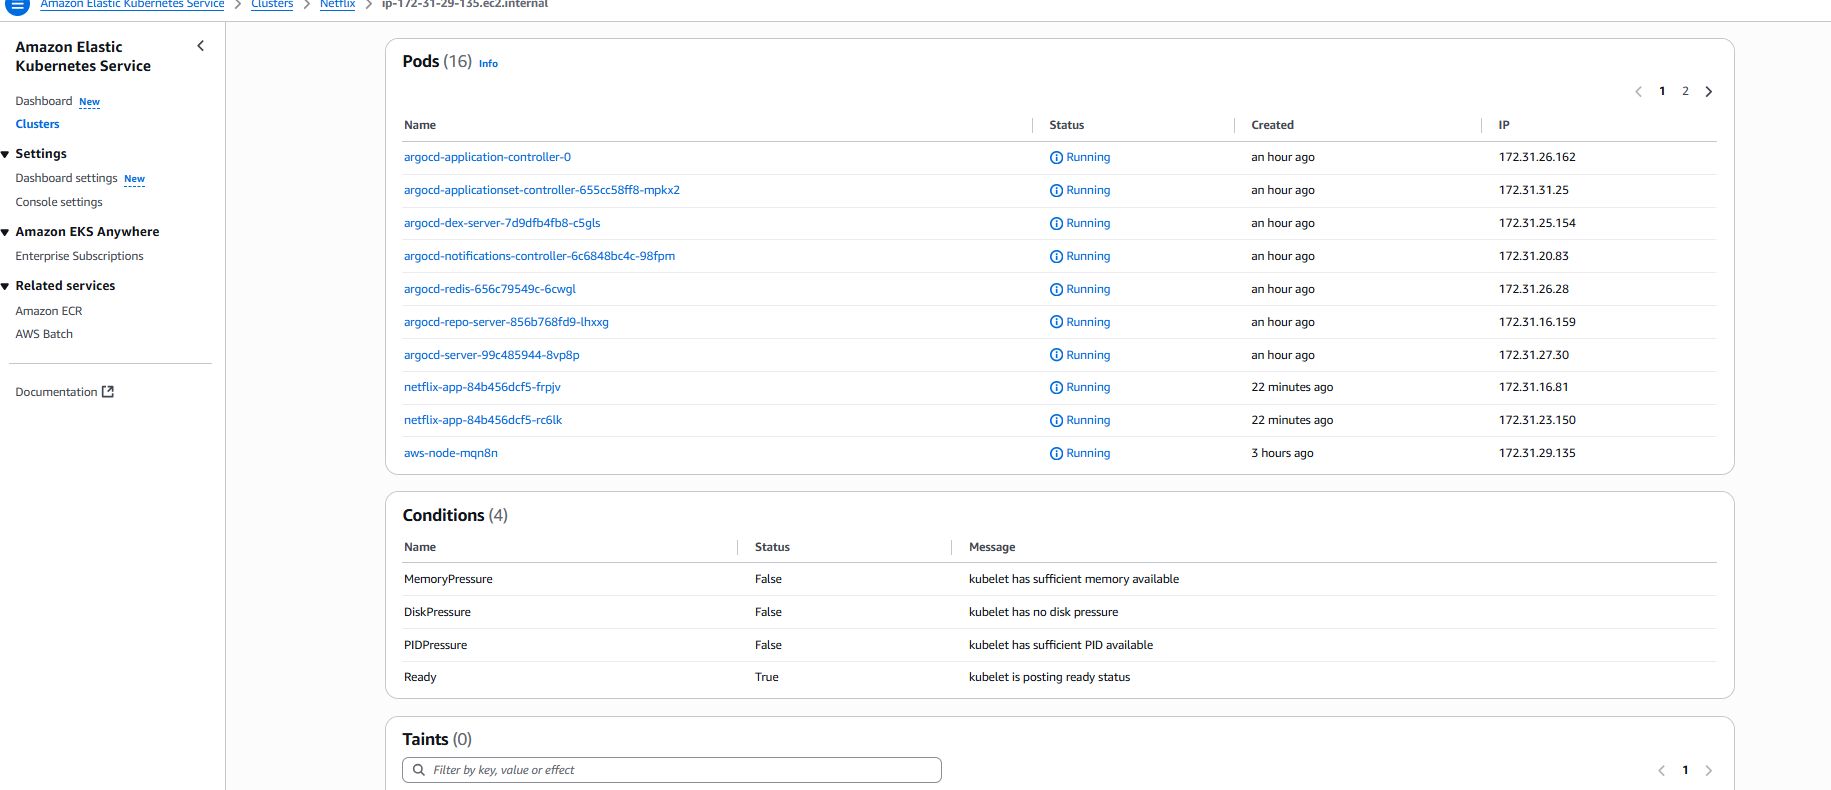 Amazon Elastic Kubernetes Service > Clusters > Netflix > ip-172-31-29-135.ec2.internal
Amazon Elastic
Kubernetes Service
Dashboard New
Clusters
Settings
Dashboard settings New
Console settings
Amazon EKS Anywhere
Enterprise Subscriptions
Related services
Amazon ECR
AWS Batch
Documentation
Pods (16) Info
1 2
Name Status Created IP
argocd-application-controller-0 Running an hour ago 172.31.26.162
argocd-applicationset-controller-655cc58ff8-mpkx2 Running an hour ago 172.31.31.25
argocd-dex-server-7d9dfb4fb8-c5gls Running an hour ago 172.31.25.154
argocd-notifications-controller-6c6848bc4c-98fpm Running an hour ago 172.31.20.83
argocd-redis-656c79549c-6cwgl Running an hour ago 172.31.26.28
argocd-repo-server-856b768fd9-lhxxg Running an hour ago 172.31.16.159
argocd-server-99c485944-8vp8p Running an hour ago 172.31.27.30
netflix-app-84b456dcf5-frpjv Running 22 minutes ago 172.31.16.81
netflix-app-84b456dcf5-rc6lk Running 22 minutes ago 172.31.23.150
aws-node-mqn8n Running 3 hours ago 172.31.29.135
Conditions (4)
Name Status Message
MemoryPressure False kubelet has sufficient memory available
DiskPressure False kubelet has no disk pressure
PIDPressure False kubelet has sufficient PID available
Ready True kubelet is posting ready status
Taints (0)
Filter by key, value or effect
1